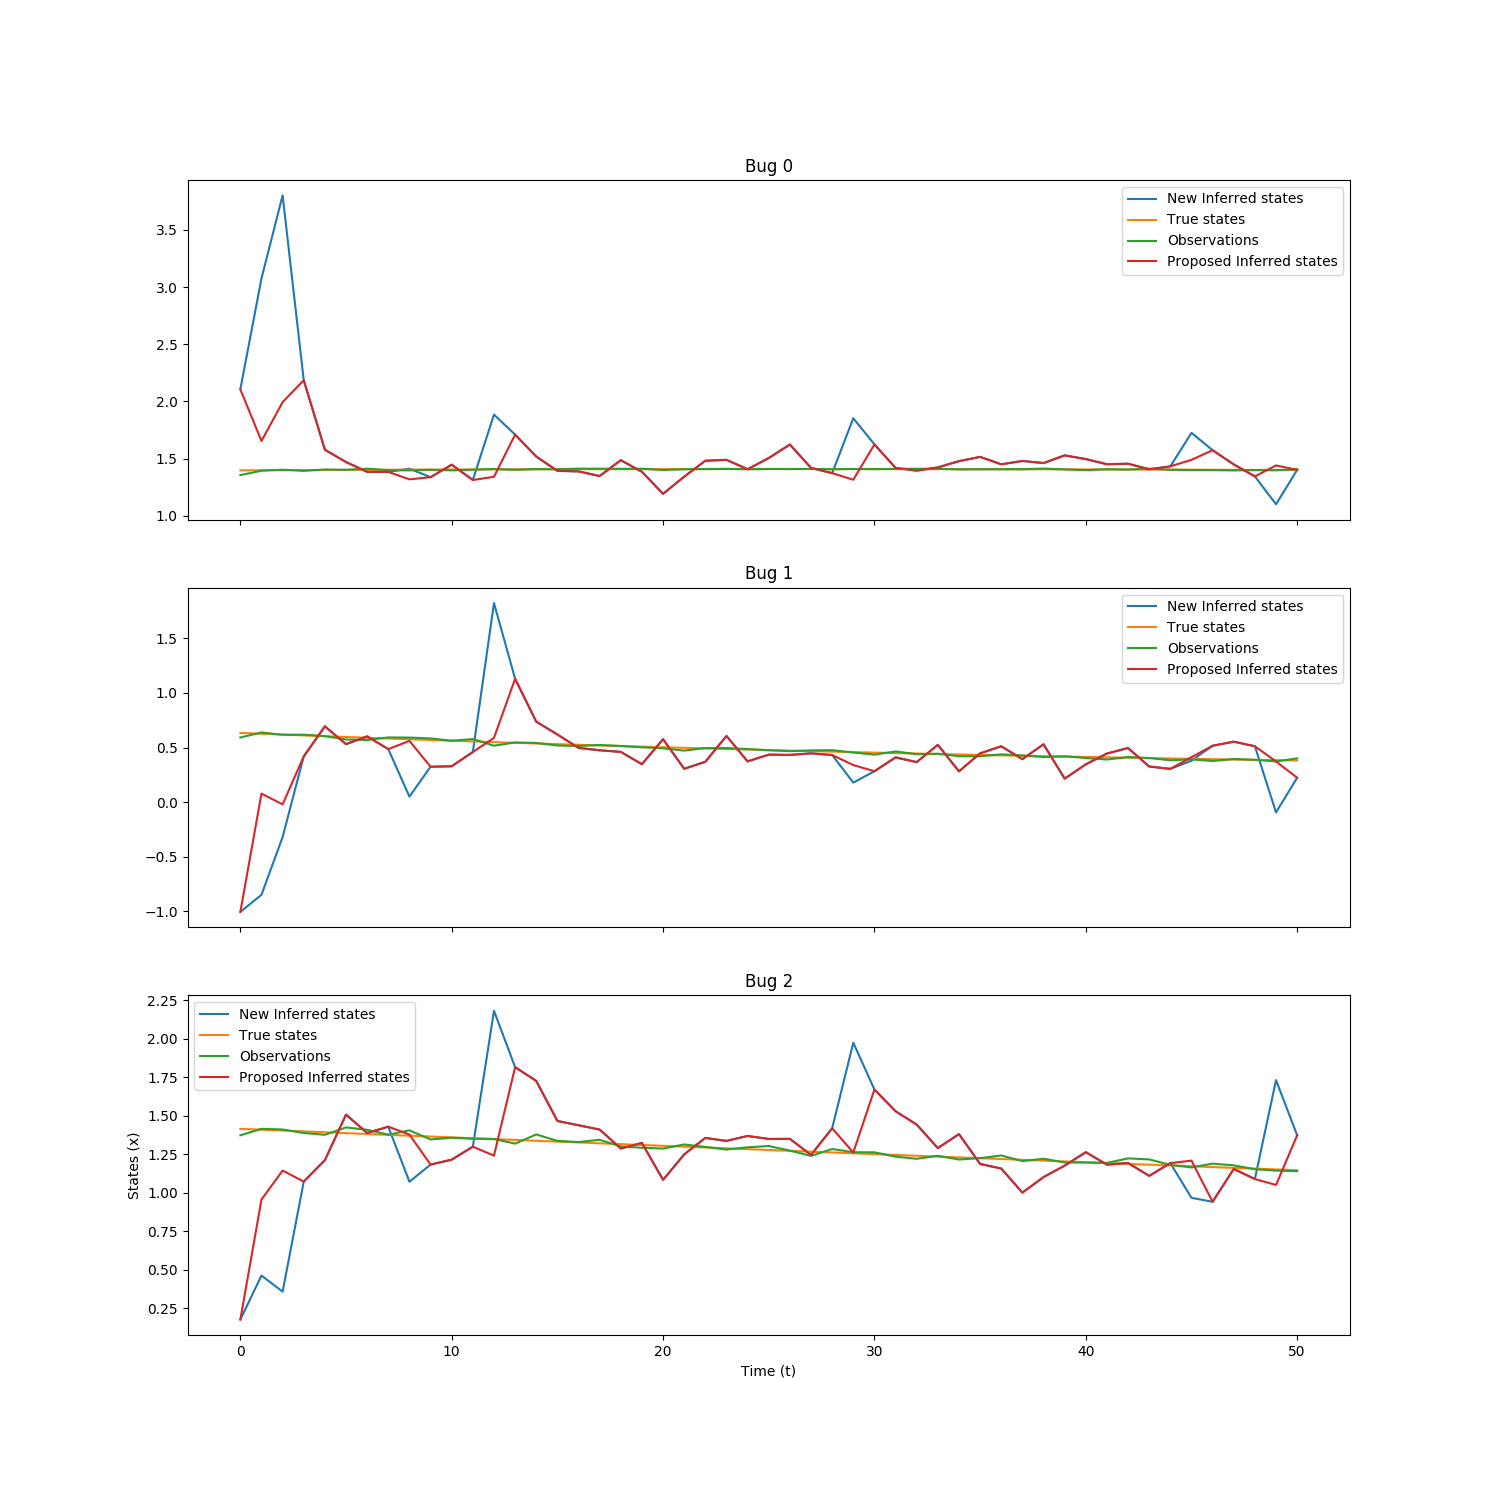 Bug 0
New Inferred states
True states
Observations
Proposed Inferred states
3.5
3.0
2.5
2.0
1.5
1.0
Bug 1
New Inferred states
True states
Observations
Proposed Inferred states
1.5
1.0
0.5
0.0
−0.5
−1.0
Bug 2
New Inferred states
True states
Observations
Proposed Inferred states
2.25
2.00
1.75
1.50
1.25
1.00
0.75
0.50
0.25
States (x)
0 10 20 30 40 50
Time (t)